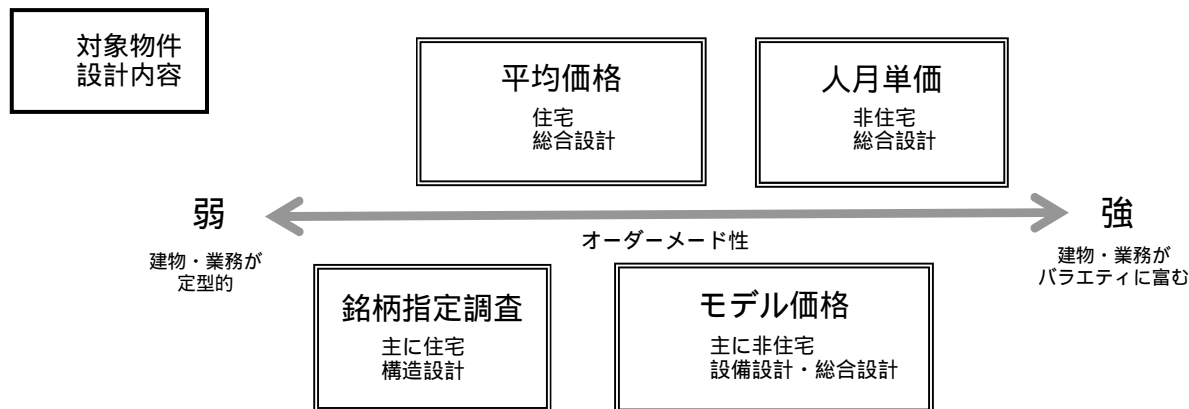 対象物件
設計内容
平均価格
住宅
総合設計
人月単価
非住宅
総合設計
弱
建物・業務が
定型的
オーダーメード性
強
建物・業務が
バラエティに富む
銘柄指定調査
主に住宅
構造設計
モデル価格
主に非住宅
設備設計・総合設計